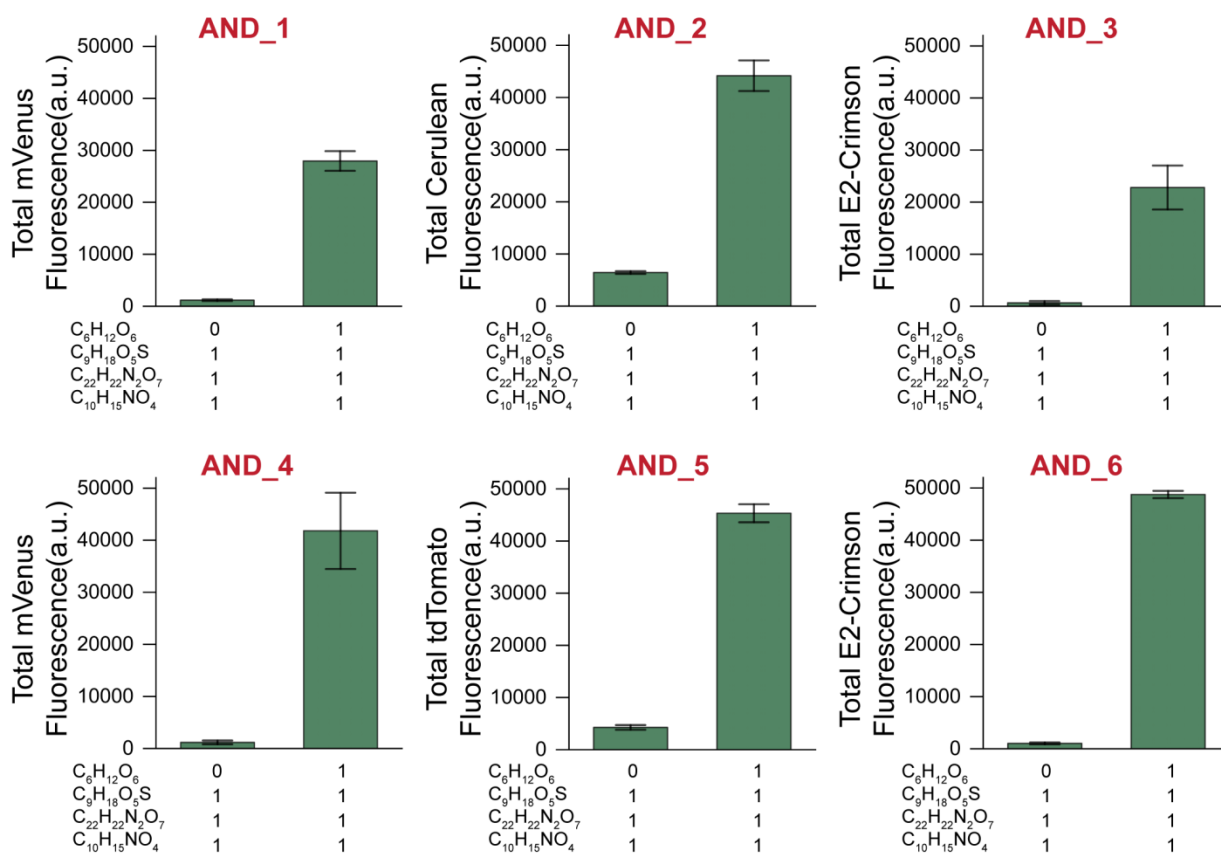 AND_1
Total mVenus
Fluorescence(a.u.)
50000
40000
30000
20000
10000
0
C₆H₁₂O₆ 0 1
C₉H₁₈O₅S 1 1
C₂₂H₂₂N₂O₇ 1 1
C₁₀H₁₅NO₄ 1 1
AND_2
Total Cerulean
Fluorescence(a.u.)
50000
40000
30000
20000
10000
0
C₆H₁₂O₆ 0 1
C₉H₁₈O₅S 1 1
C₂₂H₂₂N₂O₇ 1 1
C₁₀H₁₅NO₄ 1 1
AND_3
Total E2-Crimson
Fluorescence(a.u.)
50000
40000
30000
20000
10000
0
C₆H₁₂O₆ 0 1
C₉H₁₈O₅S 1 1
C₂₂H₂₂N₂O₇ 1 1
C₁₀H₁₅NO₄ 1 1
AND_4
Total mVenus
Fluorescence(a.u.)
50000
40000
30000
20000
10000
0
C₆H₁₂O₆ 0 1
C₉H₁₈O₅S 1 1
C₂₂H₂₂N₂O₇ 1 1
C₁₀H₁₅NO₄ 1 1
AND_5
Total tdTomato
Fluorescence(a.u.)
50000
40000
30000
20000
10000
0
C₆H₁₂O₆ 0 1
C₉H₁₈O₅S 1 1
C₂₂H₂₂N₂O₇ 1 1
C₁₀H₁₅NO₄ 1 1
AND_6
Total E2-Crimson
Fluorescence(a.u.)
50000
40000
30000
20000
10000
0
C₆H₁₂O₆ 0 1
C₉H₁₈O₅S 1 1
C₂₂H₂₂N₂O₇ 1 1
C₁₀H₁₅NO₄ 1 1